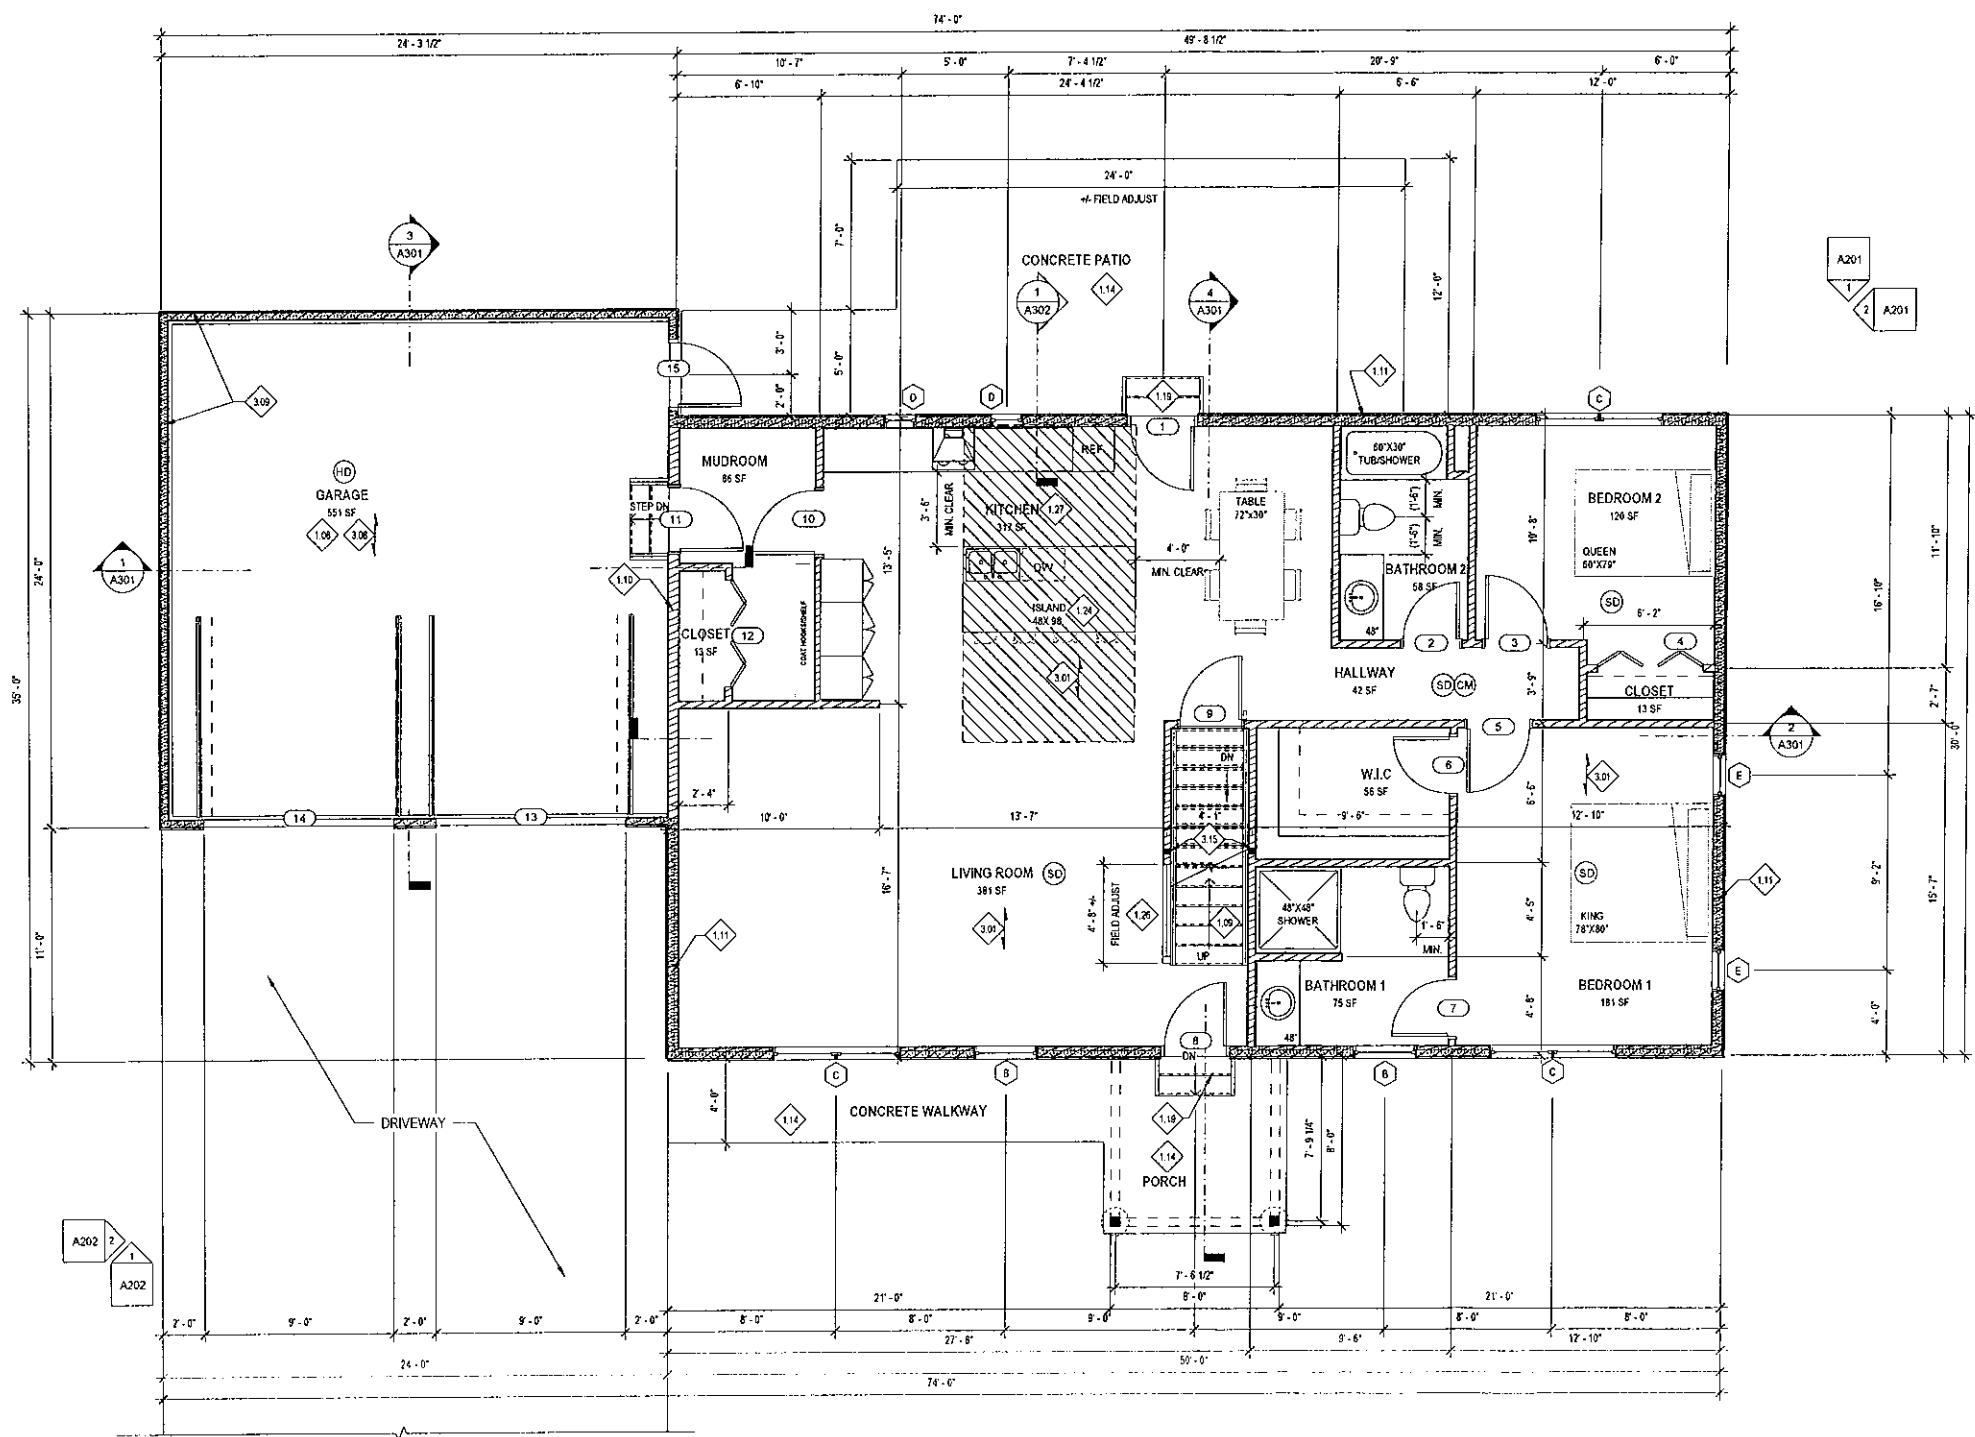 74' - 0"
24' - 3 1/2"
49' - 8 1/2"
10' - 7"
5' - 0"
7' - 4 1/2"
20' - 9"
6' - 0"
6' - 10"
24' - 4 1/2"
6' - 6"
12' - 0"
24' - 0"
+/- FIELD ADJUST
7' - 0"
12' - 0"
3
A301
CONCRETE PATIO
1
A302
1.14
4
A301
A201
1
2
A201
3' - 0"
5' - 0"
2' - 0"
15
1.11
3.09
D
D
1.19
1
C
HD
GARAGE
551 SF
1.06
3.06
MUDROOM
86 SF
STEP DN
11
10
3' - 6"
MIN. CLEAR
REF
KITCHEN
317 SF
1.27
TABLE
72"x30"
4' - 0"
MIN. CLEAR
60"X30"
TUB/SHOWER
(1'-6")
MIN.
(1'-6")
MIN.
BATHROOM 2
58 SF
48"
10' - 8"
BEDROOM 2
120 SF
QUEEN
60"X79"
SD
6' - 2"
11' - 10"
16' - 10"
1
A301
24' - 0"
35' - 0"
13' - 5"
DW
ISLAND
48X 98
1.24
1.10
CLOSET
13 SF
12
COAT HOOKS/SHELF
3.01
2
3
4
HALLWAY
42 SF
SD
CM
3' - 9"
CLOSET
13 SF
2' - 7"
9
5
2
A301
30' - 0"
DN
W.I.C
56 SF
6
6' - 6"
3.01
E
2' - 4"
14
13
10' - 0"
13' - 7"
4' - 1"
9' - 6"
12' - 10"
3.15
LIVING ROOM
381 SF
SD
3.01
16' - 7"
4' - 8" +/-
FIELD ADJUST
1.26
1.09
UP
48"X48"
SHOWER
1' - 6"
MIN.
4' - 5"
SD
KING
78"X80"
1.11
9' - 2"
15' - 7"
11' - 0"
1.11
BATHROOM 1
75 SF
48"
7
4' - 8"
BEDROOM 1
181 SF
E
4' - 0"
8
DN
C
B
B
C
4' - 0"
1.14
CONCRETE WALKWAY
1.19
1.14
PORCH
7' - 9 1/4"
8' - 0"
DRIVEWAY
A202
2
1
A202
7' - 6 1/2"
21' - 0"
8' - 0"
21' - 0"
2' - 0"
9' - 0"
2' - 0"
9' - 0"
2' - 0"
8' - 0"
8' - 0"
9' - 0"
9' - 0"
8' - 0"
8' - 0"
27' - 6"
9' - 6"
12' - 10"
24 - 0"
50' - 0"
74' - 0"